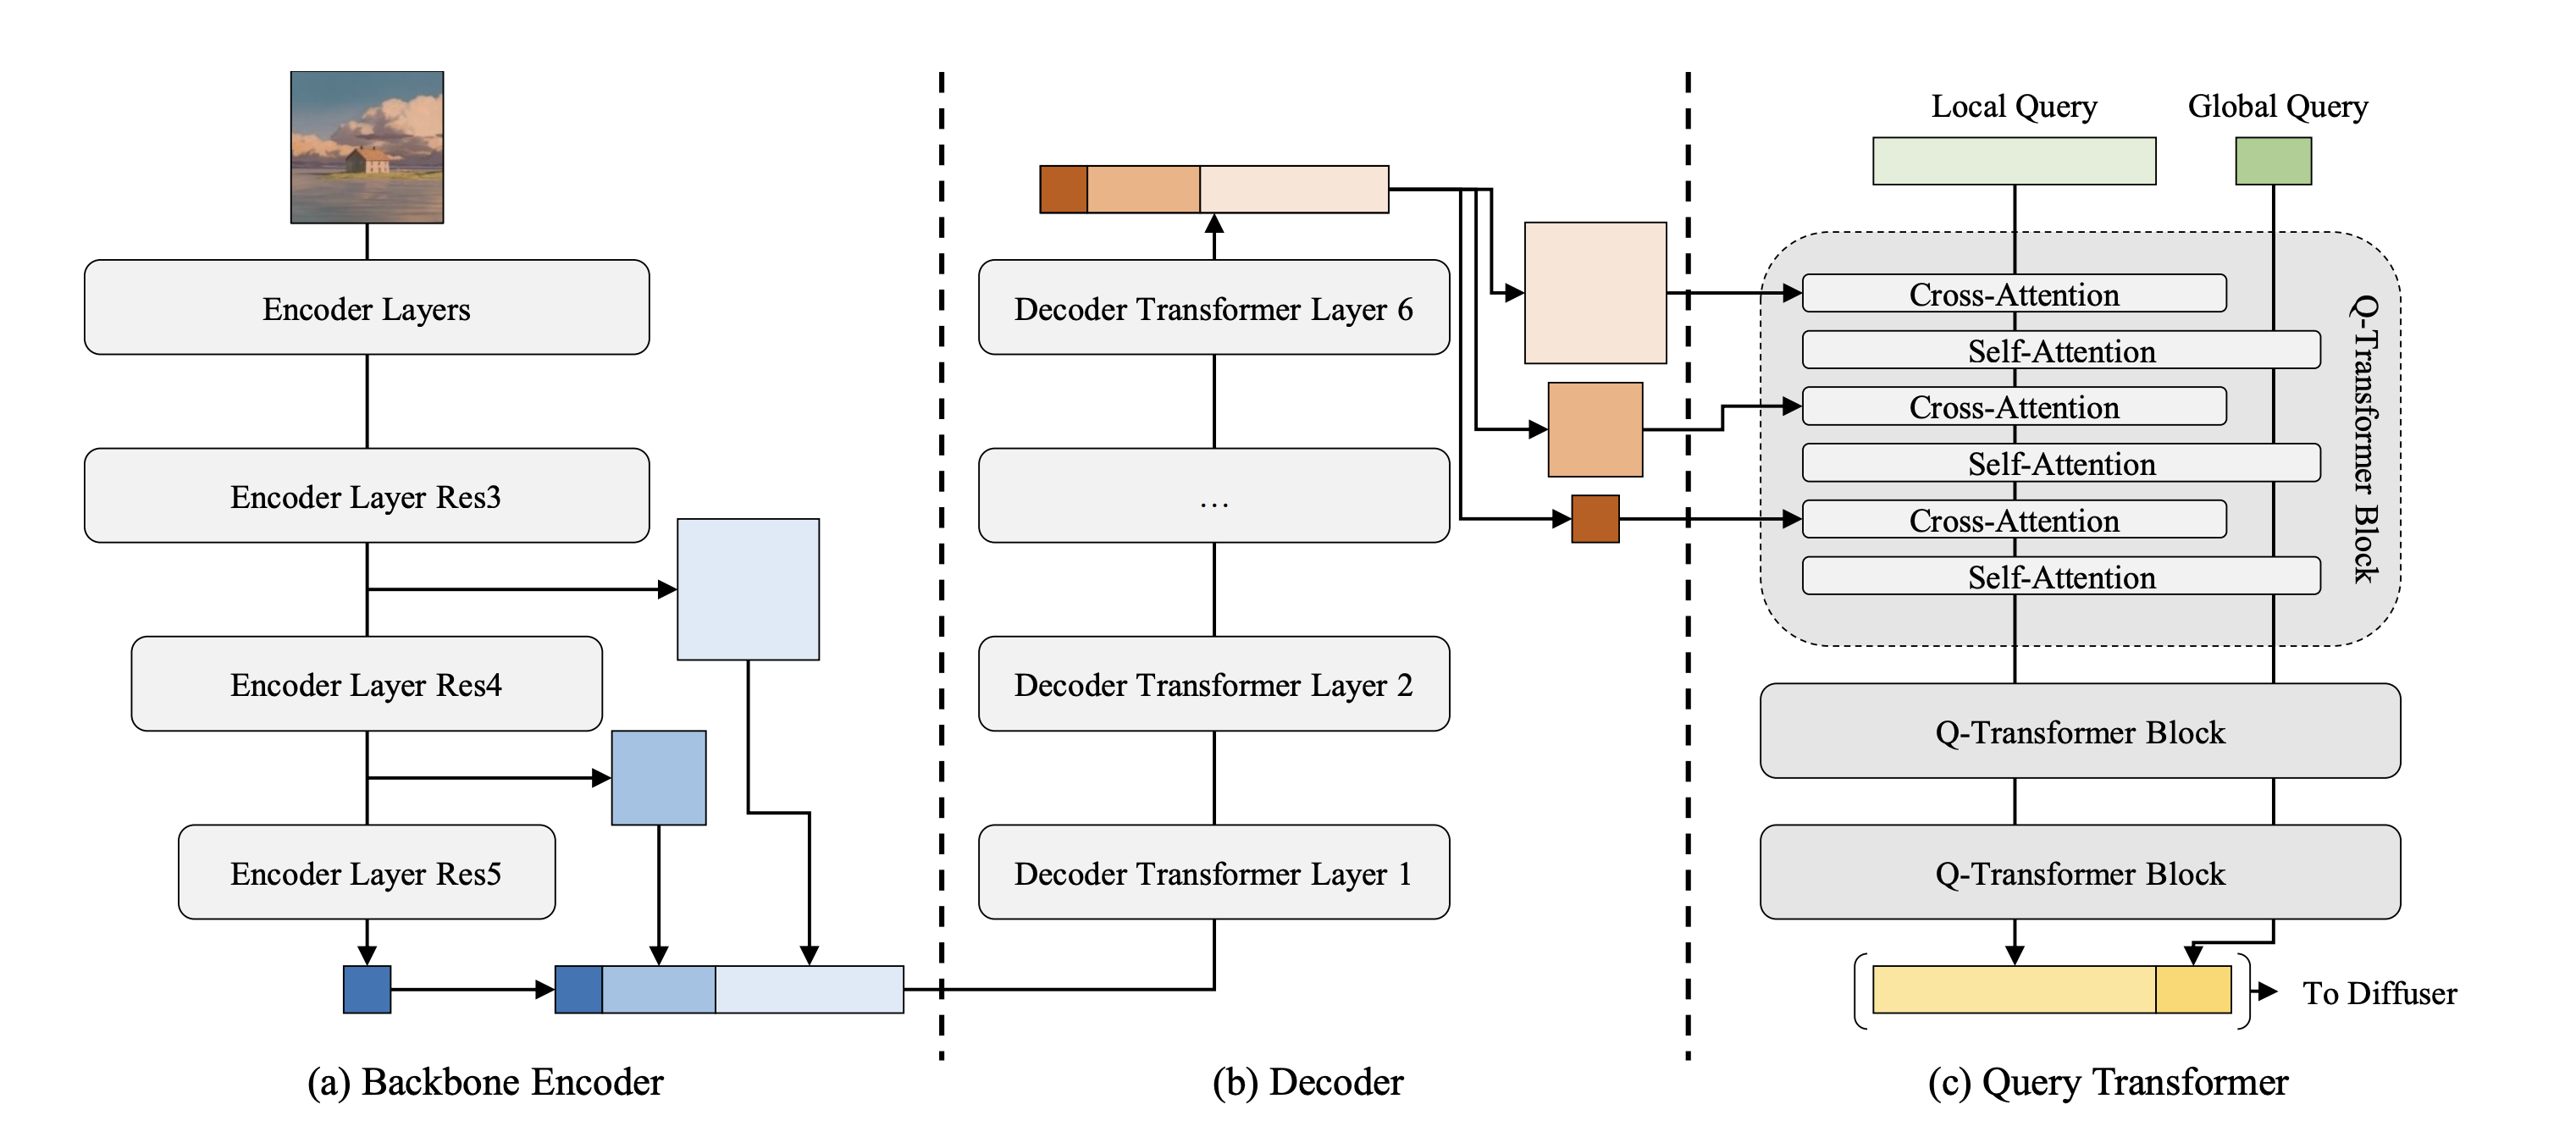 Encoder Layers
Encoder Layer Res3
Encoder Layer Res4
Encoder Layer Res5
(a) Backbone Encoder
Decoder Transformer Layer 6
...
Decoder Transformer Layer 2
Decoder Transformer Layer 1
(b) Decoder
Local Query
Global Query
Cross-Attention
Self-Attention
Cross-Attention
Self-Attention
Cross-Attention
Self-Attention
Q-Transformer Block
Q-Transformer Block
Q-Transformer Block
To Diffuser
(c) Query Transformer